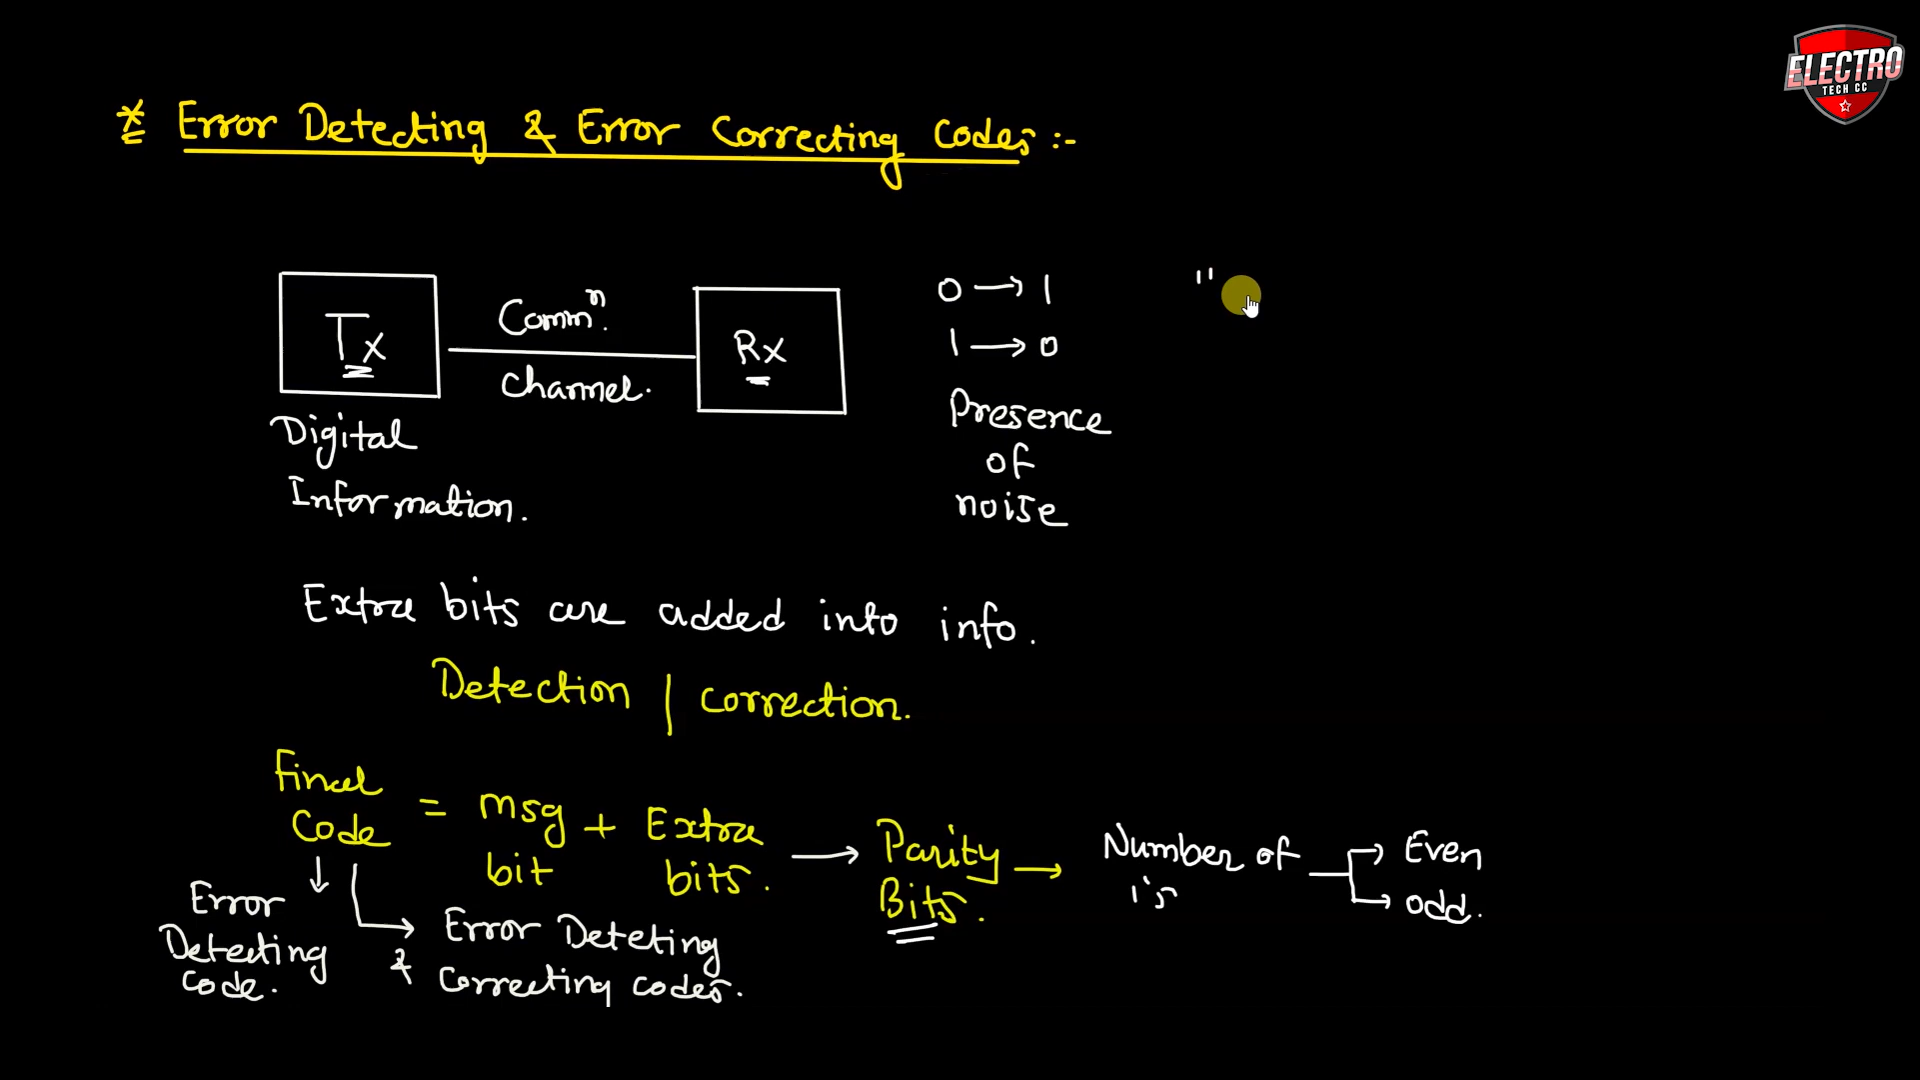 * Error Detecting & Error Correcting Codes :-
Tx
Commn.
Channel.
Rx
Digital
Information.
0 → 1
1 → 0
Presence
of
noise
"
Extra bits are added into info.
Detection | correction.
Final
Code
= msg
bit
+ Extra
bits.
→ Parity
Bits.
→ Number of
1's
Even
odd.
↓ Error
Detecting
Code.
& Error Deteting
Correcting codes.
ELECTRO
TECH CC